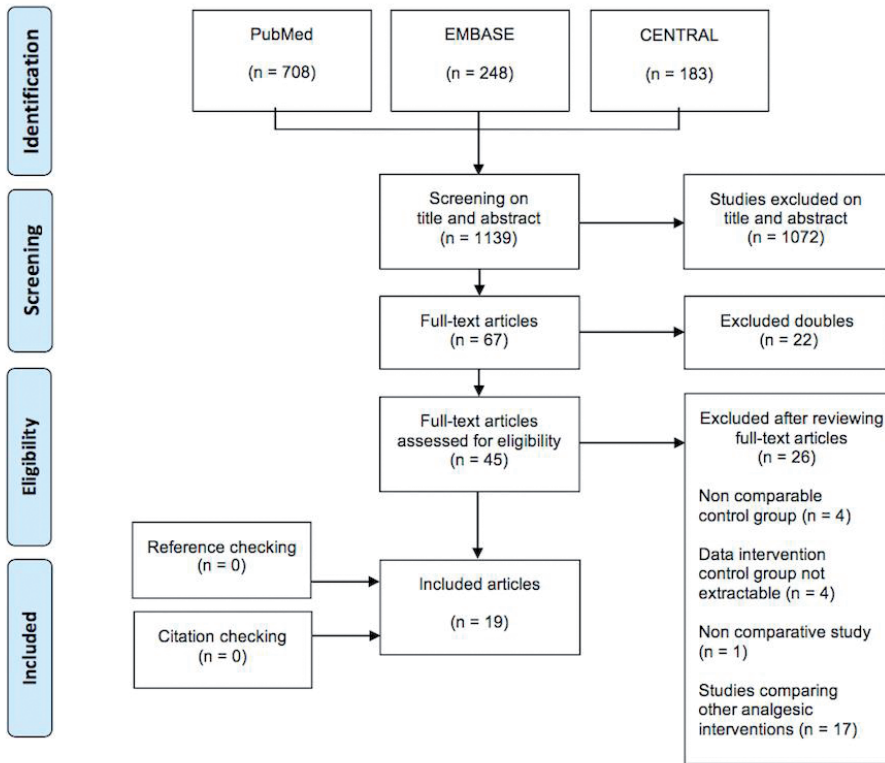 Identification
PubMed
(n = 708)
EMBASE
(n = 248)
CENTRAL
(n = 183)
Screening
Screening on
title and abstract
(n = 1139)
Studies excluded on
title and abstract
(n = 1072)
Full-text articles
(n = 67)
Excluded doubles
(n = 22)
Eligibility
Full-text articles
assessed for eligibility
(n = 45)
Excluded after reviewing
full-text articles
(n = 26)
Non comparable
control group (n = 4)
Data intervention
control group not
extractable (n = 4)
Non comparative study
(n = 1)
Studies comparing
other analgesic
interventions (n = 17)
Included
Reference checking
(n = 0)
Citation checking
(n = 0)
Included articles
(n = 19)